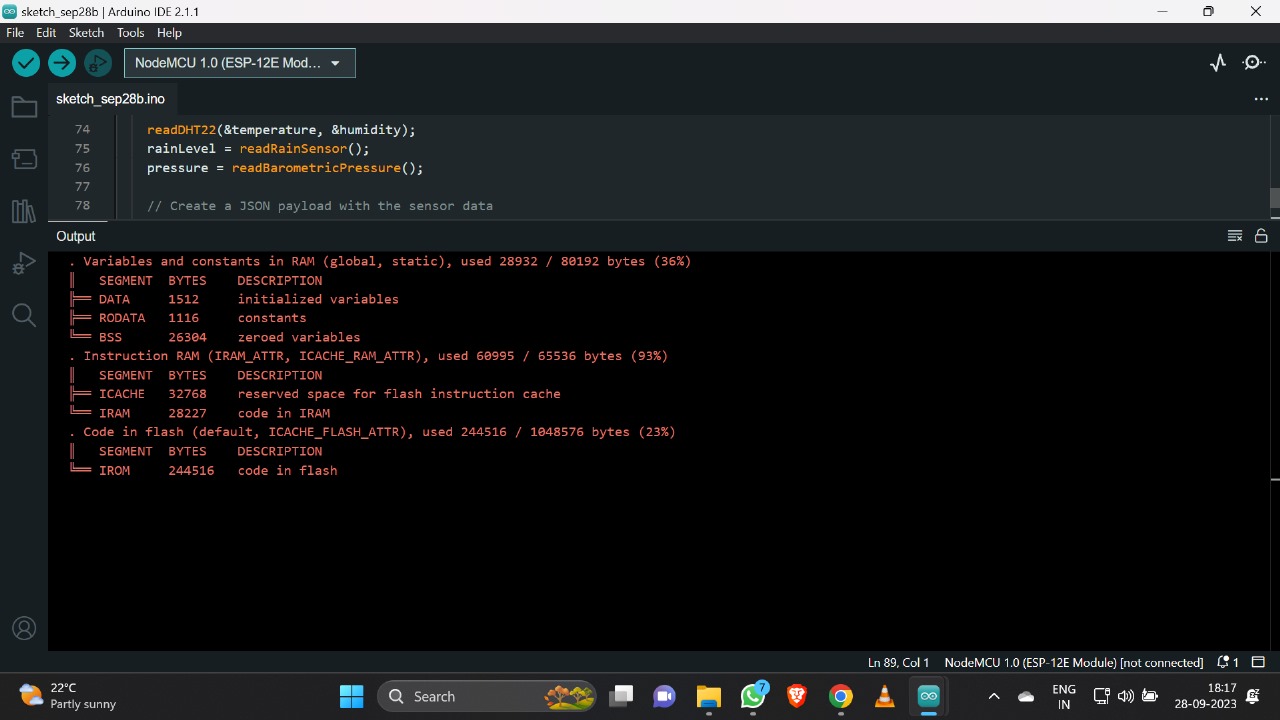 sketch_sep28b | Arduino IDE 2.1.1
File Edit Sketch Tools Help
NodeMCU 1.0 (ESP-12E Mod...
sketch_sep28b.ino
74 readDHT22(&temperature, &humidity);
75 rainLevel = readRainSensor();
76 pressure = readBarometricPressure();
77
78 // Create a JSON payload with the sensor data
Output
. Variables and constants in RAM (global, static), used 28932 / 80192 bytes (36%)
║ SEGMENT BYTES DESCRIPTION
╠══ DATA 1512 initialized variables
╠══ RODATA 1116 constants
╚══ BSS 26304 zeroed variables
. Instruction RAM (IRAM_ATTR, ICACHE_RAM_ATTR), used 60995 / 65536 bytes (93%)
║ SEGMENT BYTES DESCRIPTION
╠══ ICACHE 32768 reserved space for flash instruction cache
╚══ IRAM 28227 code in IRAM
. Code in flash (default, ICACHE_FLASH_ATTR), used 244516 / 1048576 bytes (23%)
║ SEGMENT BYTES DESCRIPTION
╚══ IROM 244516 code in flash
Ln 89, Col 1 NodeMCU 1.0 (ESP-12E Module) [not connected] 1
22°C
Partly sunny
Search
7
ENG
IN
18:17
28-09-2023